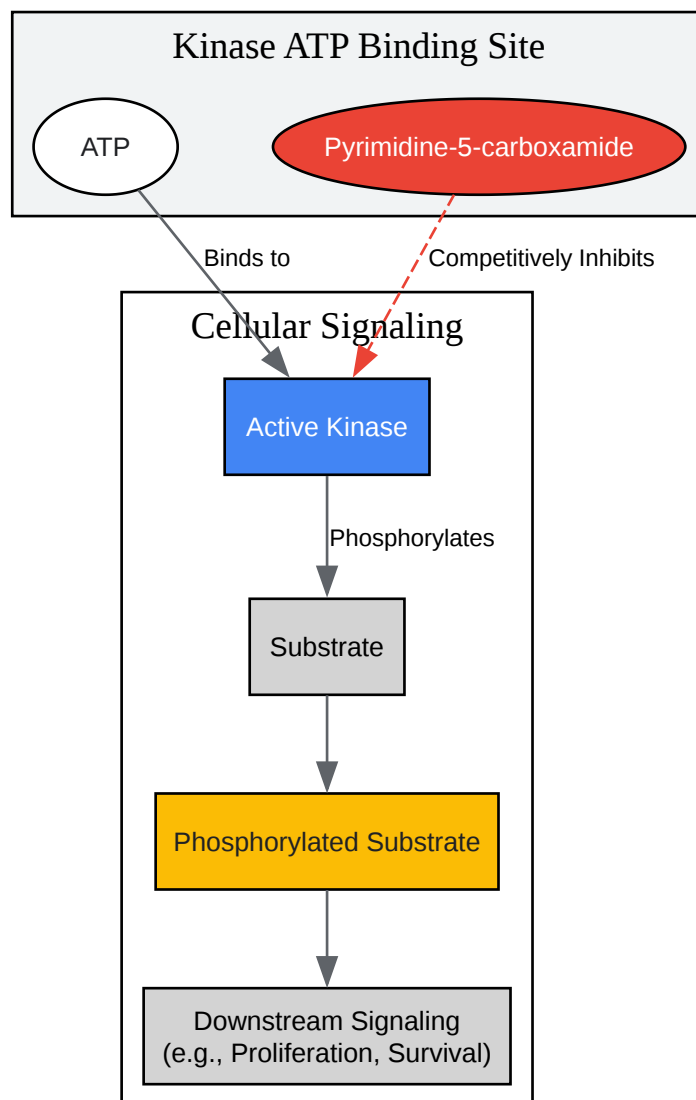 Kinase ATP Binding Site
ATP
Pyrimidine-5-carboxamide
Binds to
Competitively Inhibits
Cellular Signaling
Active Kinase
Phosphorylates
Substrate
Phosphorylated Substrate
Downstream Signaling
(e.g., Proliferation, Survival)